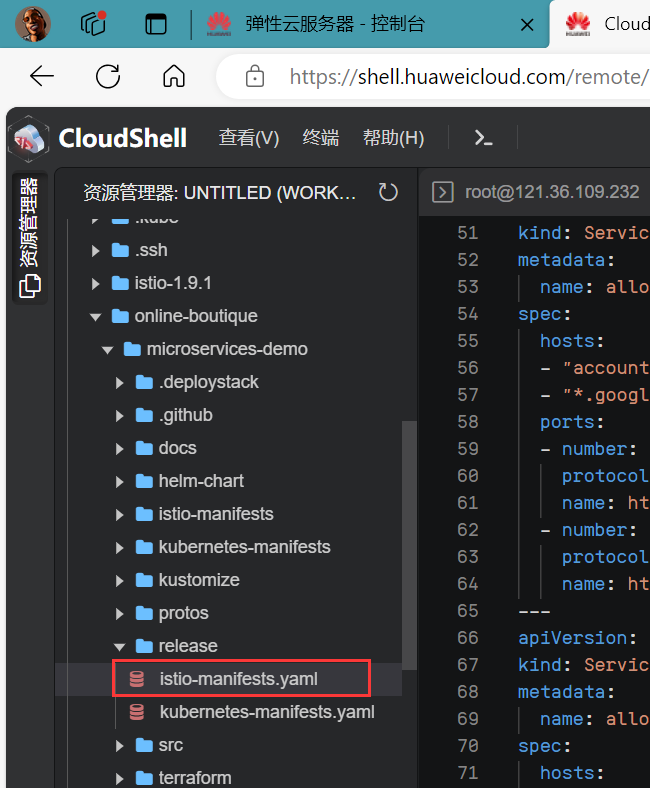 弹性云服务器 - 控制台
Cloud
https://shell.huaweicloud.com/remote/
CloudShell 查看(V) 终端 帮助(H)
资源管理器
资源管理器: UNTITLED (WORK...
.kube
.ssh
istio-1.9.1
online-boutique
microservices-demo
.deploystack
.github
docs
helm-chart
istio-manifests
kubernetes-manifests
kustomize
protos
release
istio-manifests.yaml
kubernetes-manifests.yaml
src
terraform
root@121.36.109.232
51 kind: Servic
52 metadata:
53 name: allo
54 spec:
55 hosts:
56 - "account
57 - "*.googl
58 ports:
59 - number:
60 protocol
61 name: ht
62 - number:
63 protocol
64 name: ht
65 ---
66 apiVersion:
67 kind: Servic
68 metadata:
69 name: allo
70 spec:
71 hosts: